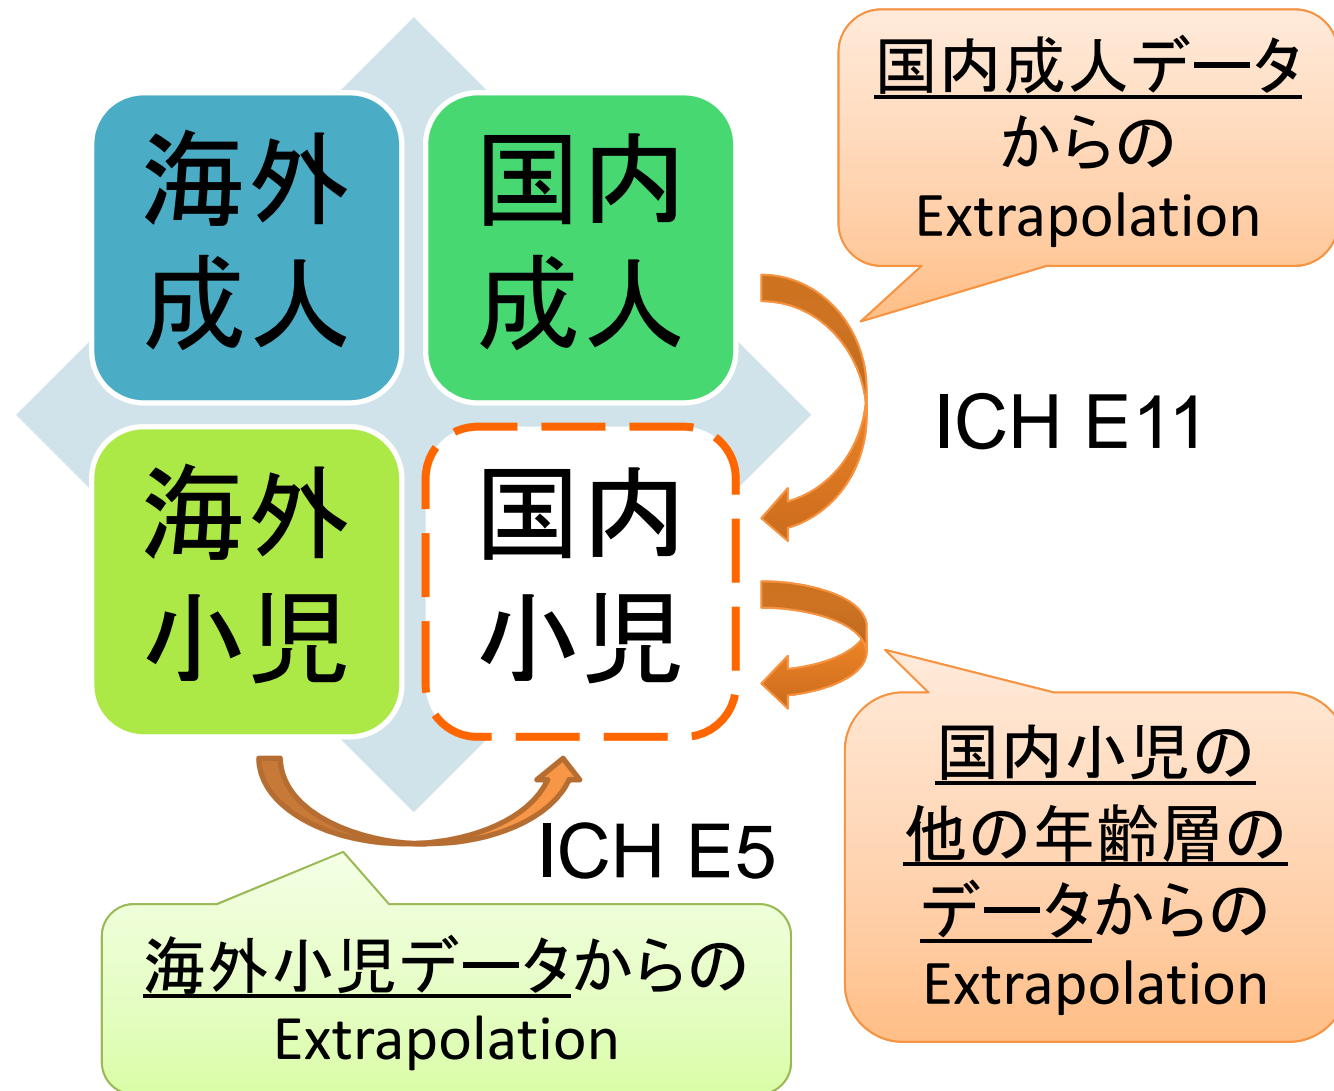 海外
成人
国内
成人
海外
小児
国内
小児
国内成人データ
からの
Extrapolation
ICH E11
国内小児の
他の年齢層の
データからの
Extrapolation
ICH E5
海外小児データからの
Extrapolation